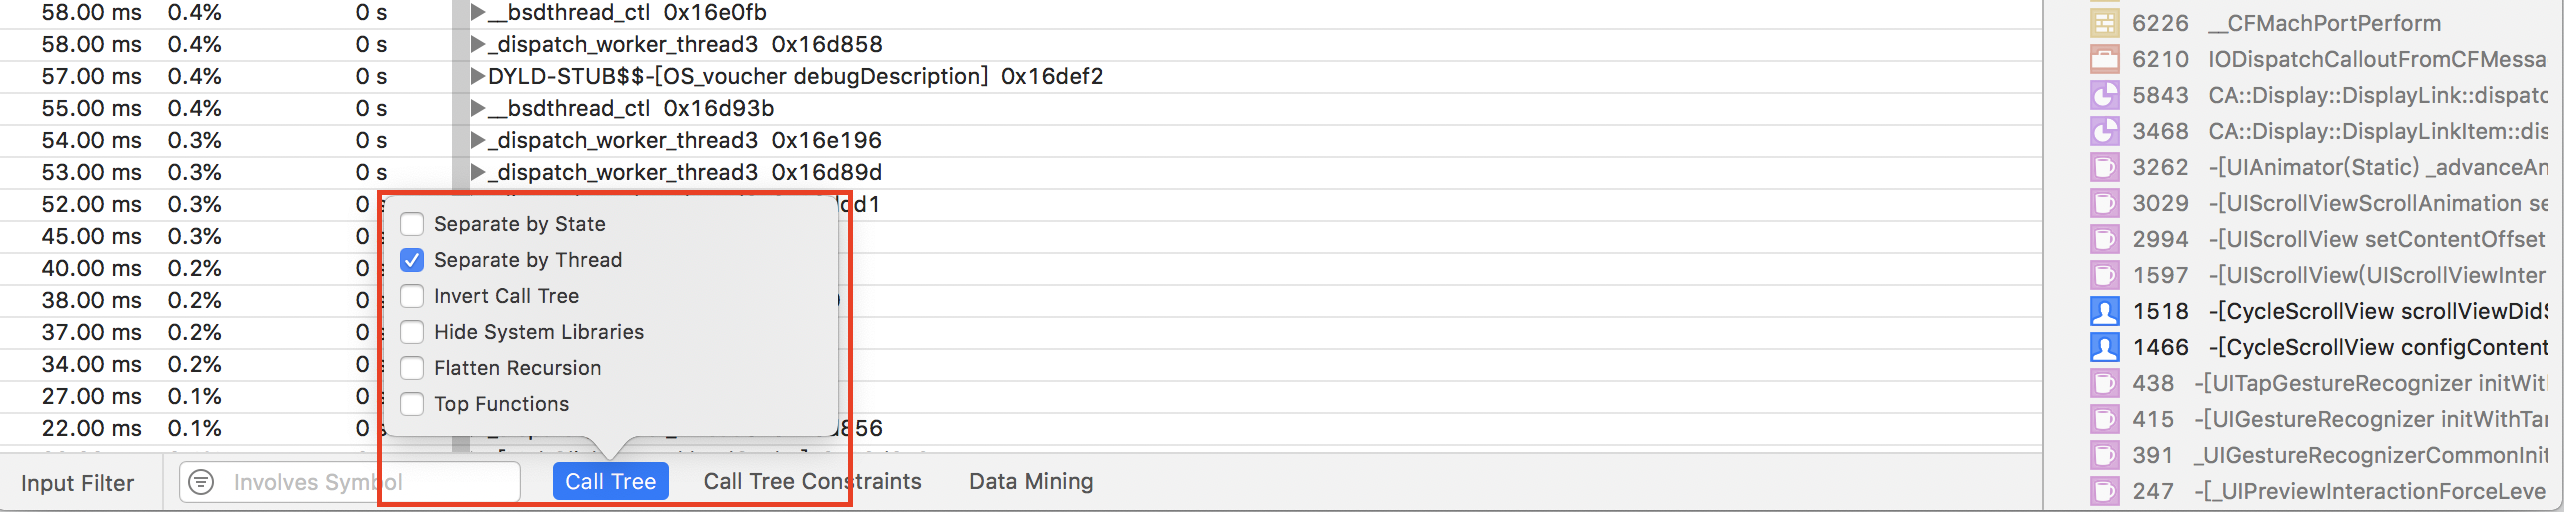 58.00 ms 0.4% 0 s __bsdthread_ctl 0x16e0fb
58.00 ms 0.4% 0 s _dispatch_worker_thread3 0x16d858
57.00 ms 0.4% 0 s DYLD-STUB$$-[OS_voucher debugDescription] 0x16def2
55.00 ms 0.4% 0 s __bsdthread_ctl 0x16d93b
54.00 ms 0.3% 0 s _dispatch_worker_thread3 0x16e196
53.00 ms 0.3% 0 s _dispatch_worker_thread3 0x16d89d
52.00 ms 0.3% 0 dd1
45.00 ms 0.3% 0
40.00 ms 0.2% 0
38.00 ms 0.2% 0
37.00 ms 0.2% 0
34.00 ms 0.2% 0
27.00 ms 0.1% 0
22.00 ms 0.1% 0 856
Separate by State
Separate by Thread
Invert Call Tree
Hide System Libraries
Flatten Recursion
Top Functions
Input Filter Involves Symbol Call Tree Call Tree Constraints Data Mining
6226 __CFMachPortPerform
6210 IODispatchCalloutFromCFMessa
5843 CA::Display::DisplayLink::dispatc
3468 CA::Display::DisplayLinkItem::dis
3262 -[UIAnimator(Static) _advanceAn
3029 -[UIScrollViewScrollAnimation se
2994 -[UIScrollView setContentOffset
1597 -[UIScrollView(UIScrollViewInter
1518 -[CycleScrollView scrollViewDidS
1466 -[CycleScrollView configContent
438 -[UITapGestureRecognizer initWit
415 -[UIGestureRecognizer initWithTar
391 _UIGestureRecognizerCommonInit
247 -[_UIPreviewInteractionForceLeve